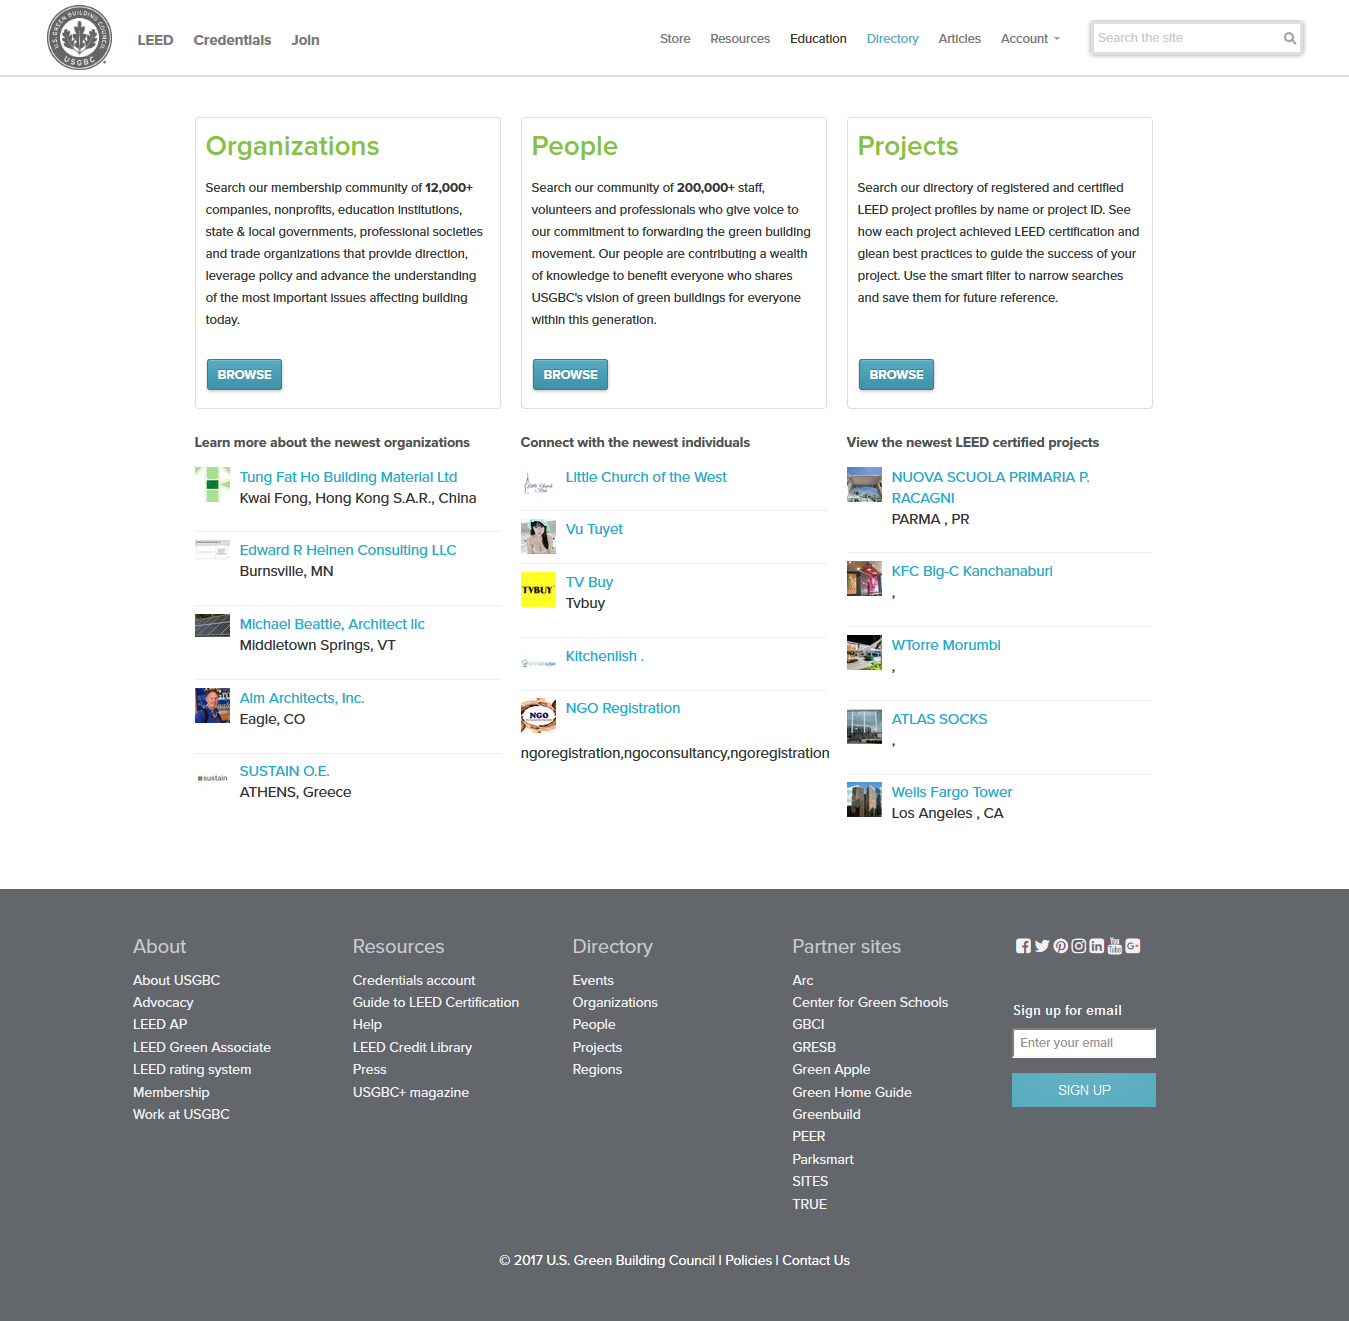 U.S. GREEN BUILDING COUNCIL
USGBC
LEED Credentials Join
Store Resources Education Directory Articles Account
Search the site
Organizations
Search our membership community of 12,000+
companies, nonprofits, education institutions,
state & local governments, professional societies
and trade organizations that provide direction,
leverage policy and advance the understanding
of the most important issues affecting building
today.
BROWSE
People
Search our community of 200,000+ staff,
volunteers and professionals who give voice to
our commitment to forwarding the green building
movement. Our people are contributing a wealth
of knowledge to benefit everyone who shares
USGBC's vision of green buildings for everyone
within this generation.
BROWSE
Projects
Search our directory of registered and certified
LEED project profiles by name or project ID. See
how each project achieved LEED certification and
glean best practices to guide the success of your
project. Use the smart filter to narrow searches
and save them for future reference.
BROWSE
Learn more about the newest organizations
Tung Fat Ho Building Material Ltd
Kwai Fong, Hong Kong S.A.R., China
Edward R Heinen Consulting LLC
Burnsville, MN
Michael Beattie, Architect llc
Middletown Springs, VT
Alm Architects, Inc.
Eagle, CO
sustain
SUSTAIN O.E.
ATHENS, Greece
Connect with the newest individuals
Little Church of the West
Vu Tuyet
TVBUY
TV Buy
Tvbuy
KITCHENLISH
Kitchenlish .
NGO
NGO Registration
ngoregistration,ngoconsultancy,ngoregistration
View the newest LEED certified projects
NUOVA SCUOLA PRIMARIA P.
RACAGNI
PARMA , PR
KFC Big-C Kanchanaburi
,
WTorre Morumbi
,
ATLAS SOCKS
,
Wells Fargo Tower
Los Angeles , CA
About
About USGBC
Advocacy
LEED AP
LEED Green Associate
LEED rating system
Membership
Work at USGBC
Resources
Credentials account
Guide to LEED Certification
Help
LEED Credit Library
Press
USGBC+ magazine
Directory
Events
Organizations
People
Projects
Regions
Partner sites
Arc
Center for Green Schools
GBCI
GRESB
Green Apple
Green Home Guide
Greenbuild
PEER
Parksmart
SITES
TRUE
You Tube
Sign up for email
Enter your email
SIGN UP
© 2017 U.S. Green Building Council | Policies | Contact Us